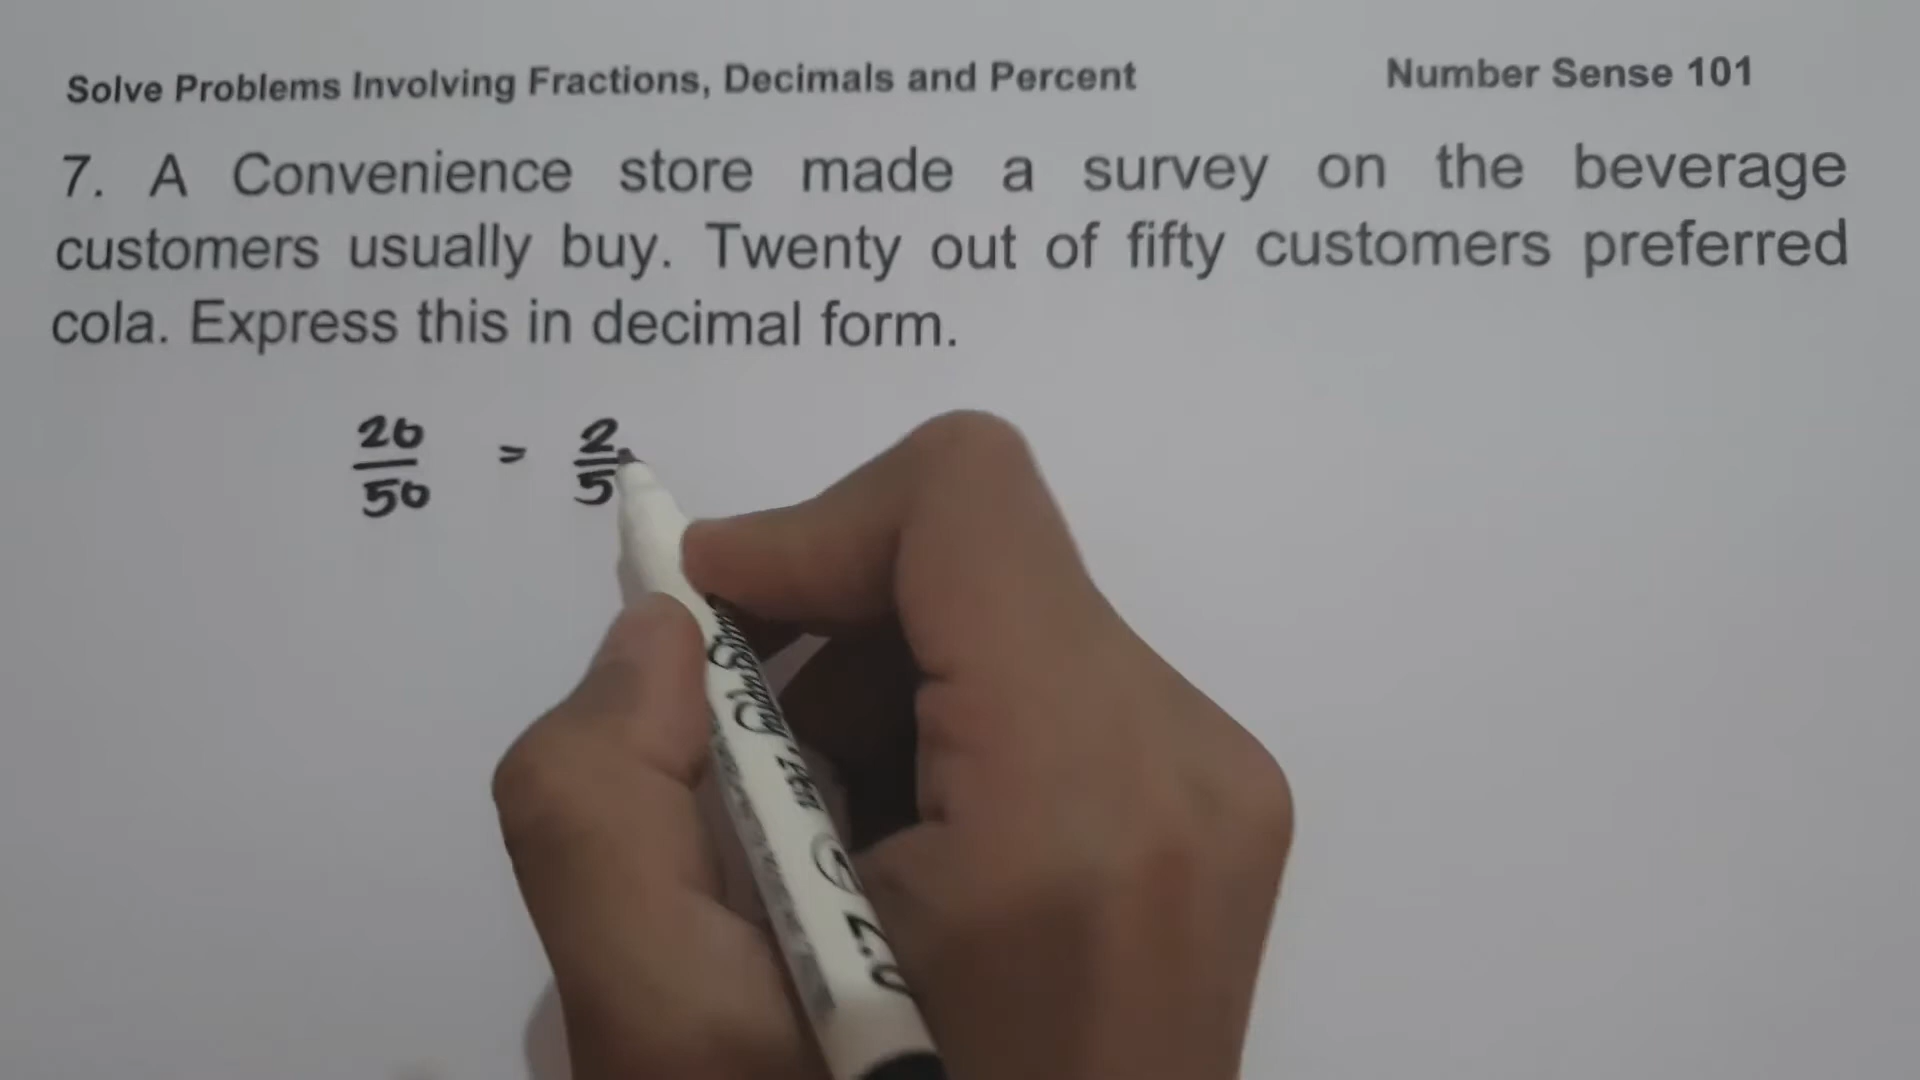 Solve Problems Involving Fractions, Decimals and Percent Number Sense 101
7. A Convenience store made a survey on the beverage
customers usually buy. Twenty out of fifty customers preferred
cola. Express this in decimal form.
20/50 = 2/5